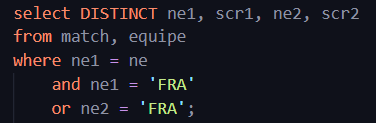 select DISTINCT ne1, scr1, ne2, scr2
from match, equipe
where ne1 = ne
    and ne1 = 'FRA'
    or ne2 = 'FRA';